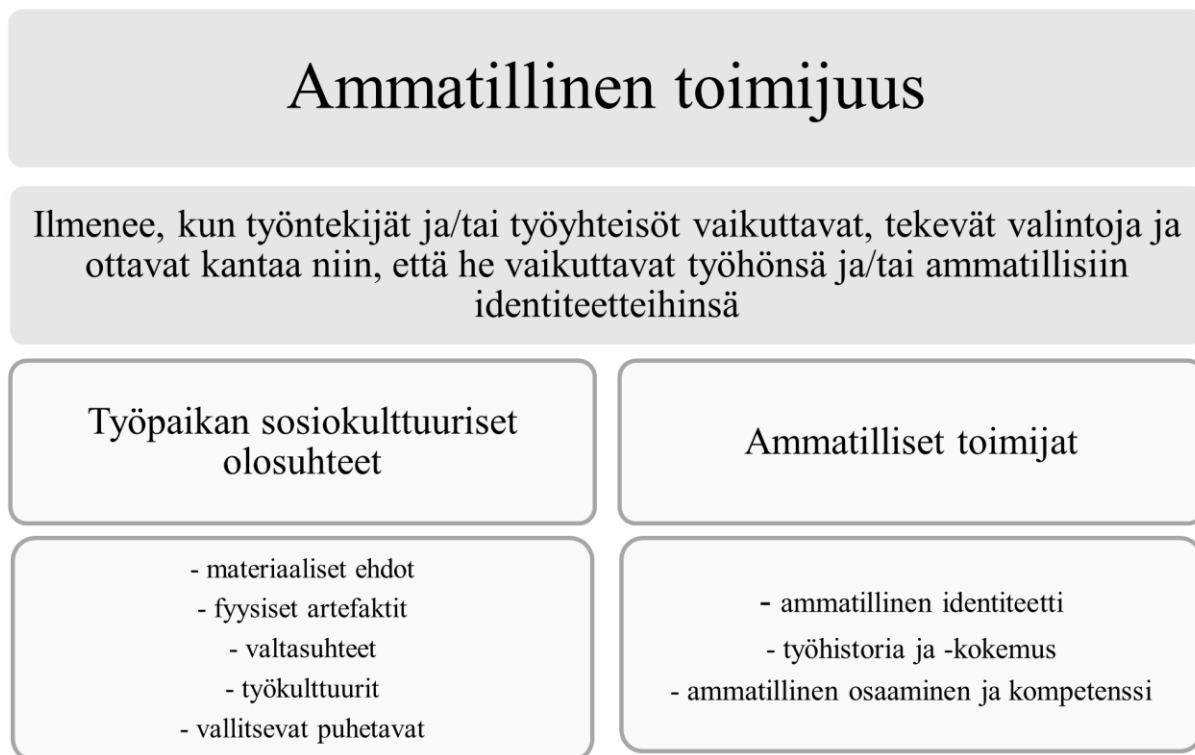 Ammatillinen toimijuus
Ilmenee, kun työntekijät ja/tai työyhteisöt vaikuttavat, tekevät valintoja ja
ottavat kantaa niin, että he vaikuttavat työhönsä ja/tai ammatillisiin
identiteetteihinsä
Työpaikan sosiokulttuuriset
olosuhteet
- materiaaliset ehdot
- fyysiset artefaktit
- valtasuhteet
- työkulttuurit
- vallitsevat puhetavat
Ammatilliset toimijat
- ammatillinen identiteetti
- työhistoria ja -kokemus
- ammatillinen osaaminen ja kompetenssi